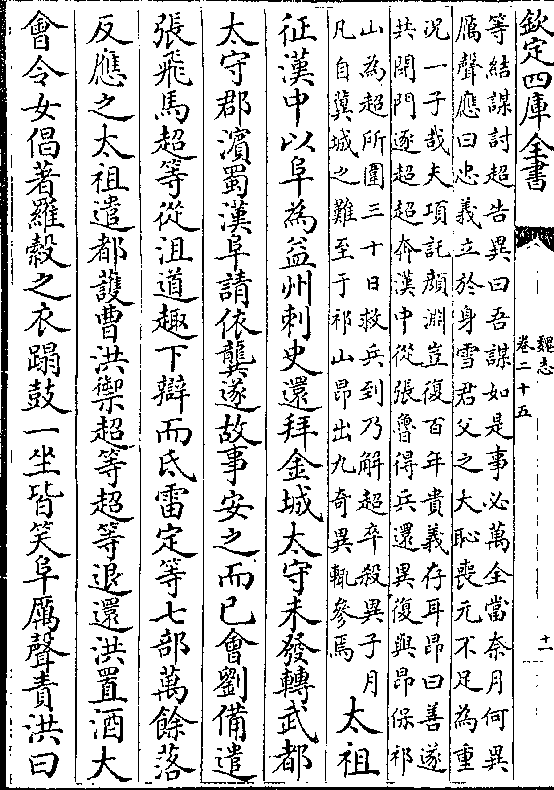 欽定四庫全書
魏志
卷二十五
十一
等結謀討超告異曰吾謀如是事必萬全當奈月何異
厲聲應曰忠義立於身雪君父之大恥喪元不足為重
況一子哉夫項託顏淵豈復百年貴義存耳昂曰善遂
共閉門逐超超奔漢中從張魯得兵還異復與昂保祁
山為超所圍三十日救兵到乃解超卒殺異子月
凡自冀城之難至于祁山昂出九奇異輒參焉
太祖
征漢中以阜為益州刺史還拜金城太守未發轉武都
太守郡濱蜀漢阜請依龔遂故事安之而已會劉備遣
張飛馬超等從沮道趣下辯而氐雷定等七部萬餘落
反應之太祖遣都護曹洪禦超等超等退還洪置酒大
會令女倡著羅縠之衣蹋鼓一坐皆笑阜厲聲責洪曰